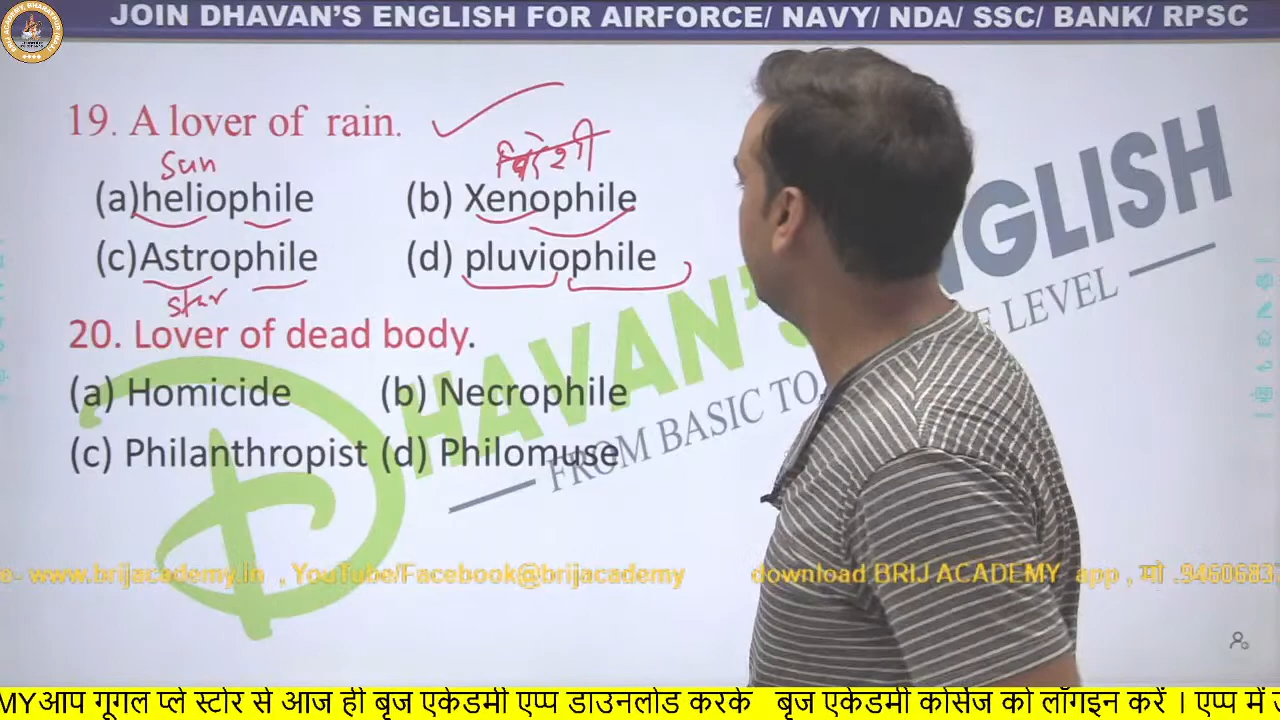 JOIN DHAVAN'S ENGLISH FOR AIRFORCE/ NAVY/ NDA/ SSC/ BANK/ RPSC
19. A lover of rain.
Sun
विदेशी
(a)heliophile (b) Xenophile
(c)Astrophile (d) pluviophile
star
20. Lover of dead body.
(a) Homicide (b) Necrophile
(c) Philanthropist (d) Philomuse
DHAVAN'S NGLISH
FROM BASIC TO E LEVEL
www.brijacademy.in , YouTube/Facebook@brijacademy download BRIJ ACADEMY app , मो .9460683
MYआप गूगल प्ले स्टोर से आज ही बृज एकेडमी एप्प डाउनलोड करके बृज एकेडमी कोर्सेज को लॉगइन करें । एप्प में